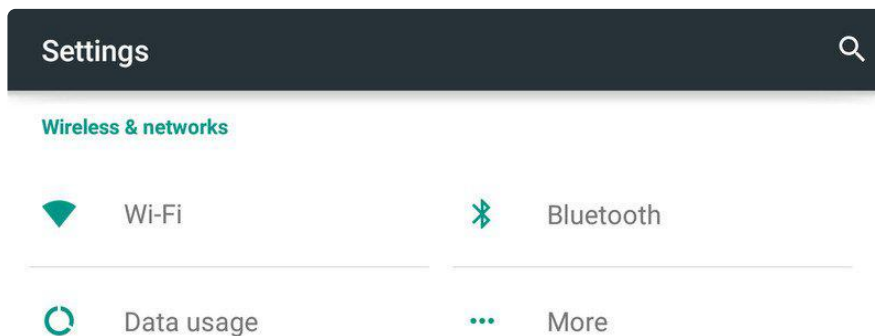 Settings
Wireless & networks
Wi-Fi
Bluetooth
Data usage
More